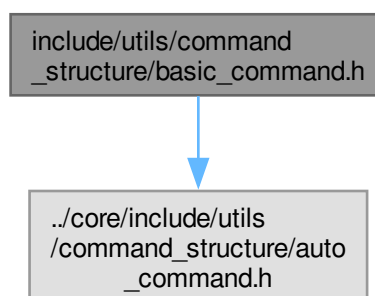 include/utils/command
_structure/basic_command.h
../core/include/utils
/command_structure/auto
_command.h